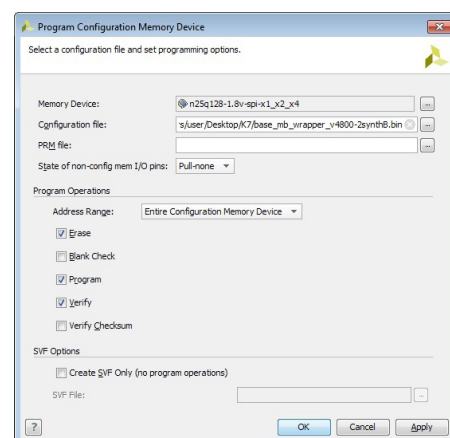 Program Configuration Memory Device
Select a configuration file and set programming options.
Memory Device: n25q128-1.8v-spi-x1_x2_x4 ...
Configuration file: 's/user/Desktop/K7/base_mb_wrapper_v4800-2synthB.bin ...
PRM file: ...
State of non-config mem I/O pins: Pull-none
Program Operations
Address Range: Entire Configuration Memory Device
Erase
Blank Check
Program
Verify
Verify Checksum
SVF Options
Create SVF Only (no program operations)
SVF File: ...
? OK Cancel Apply